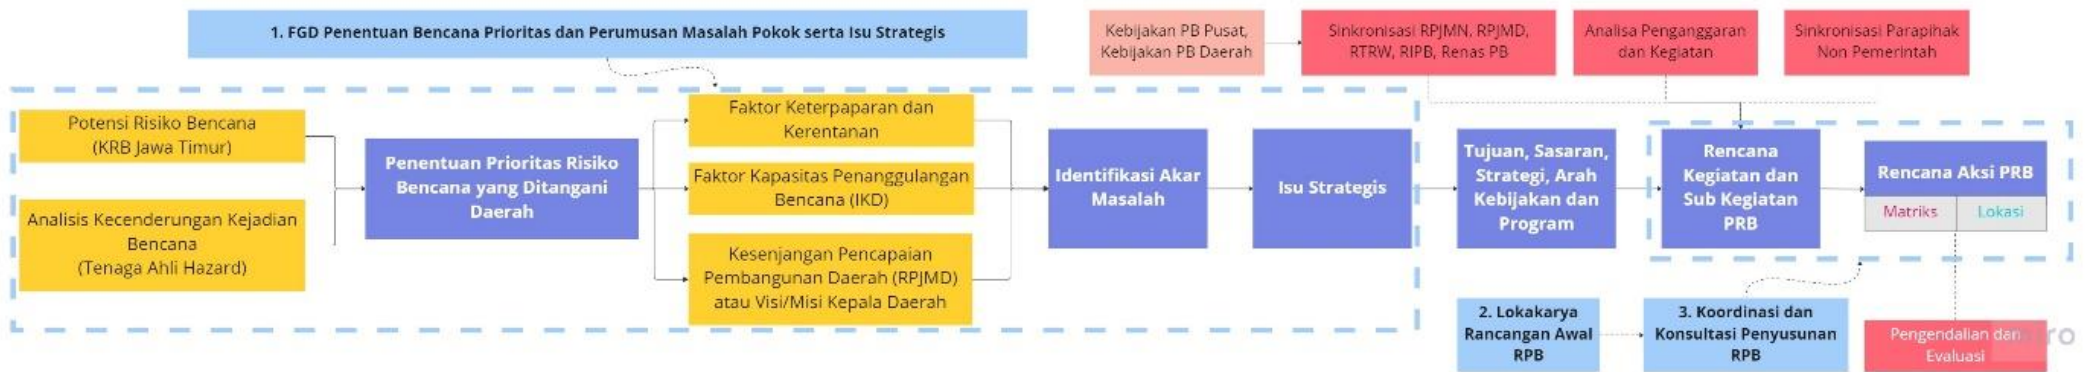 1. FGD Penentuan Bencana Prioritas dan Perumusan Masalah Pokok serta Isu Strategis
Kebijakan PB Pusat,
Kebijakan PB Daerah
Sinkronisasi RPJMN, RPJMD,
RTRW, RIPB, Renas PB
Analisa Penganggaran
dan Kegiatan
Sinkronisasi Parapihak
Non Pemerintah
Potensi Risiko Bencana
(KRB Jawa Timur)
Analisis Kecenderungan Kejadian
Bencana
(Tenaga Ahli Hazard)
Penentuan Prioritas Risiko
Bencana yang Ditangani
Daerah
Faktor Keterpaparan dan
Kerentanan
Faktor Kapasitas Penanggulangan
Bencana (IKD)
Kesenjangan Pencapaian
Pembangunan Daerah (RPJMD)
atau Visi/Misi Kepala Daerah
Identifikasi Akar
Masalah
Isu Strategis
Tujuan, Sasaran,
Strategi, Arah
Kebijakan dan
Program
Rencana
Kegiatan dan
Sub Kegiatan
PRB
Rencana Aksi PRB
Matriks
Lokasi
2. Lokakarya
Rancangan Awal
RPB
3. Koordinasi dan
Konsultasi Penyusunan
RPB
Pengendalian dan
Evaluasi
miro